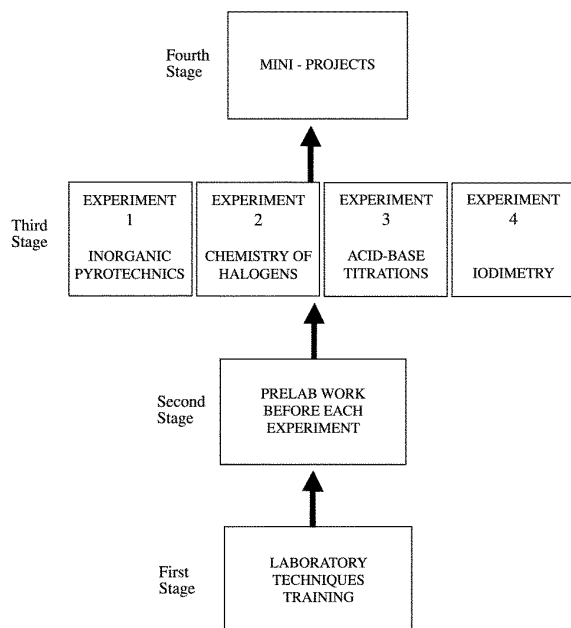 Fourth
Stage
MINI - PROJECTS
Third
Stage
EXPERIMENT
1
INORGANIC
PYROTECHNICS
EXPERIMENT
2
CHEMISTRY OF
HALOGENS
EXPERIMENT
3
ACID-BASE
TITRATIONS
EXPERIMENT
4
IODIMETRY
Second
Stage
PRELAB WORK
BEFORE EACH
EXPERIMENT
First
Stage
LABORATORY
TECHNIQUES
TRAINING